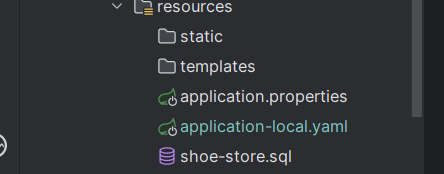 resources
static
templates
application.properties
application-local.yaml
shoe-store.sql